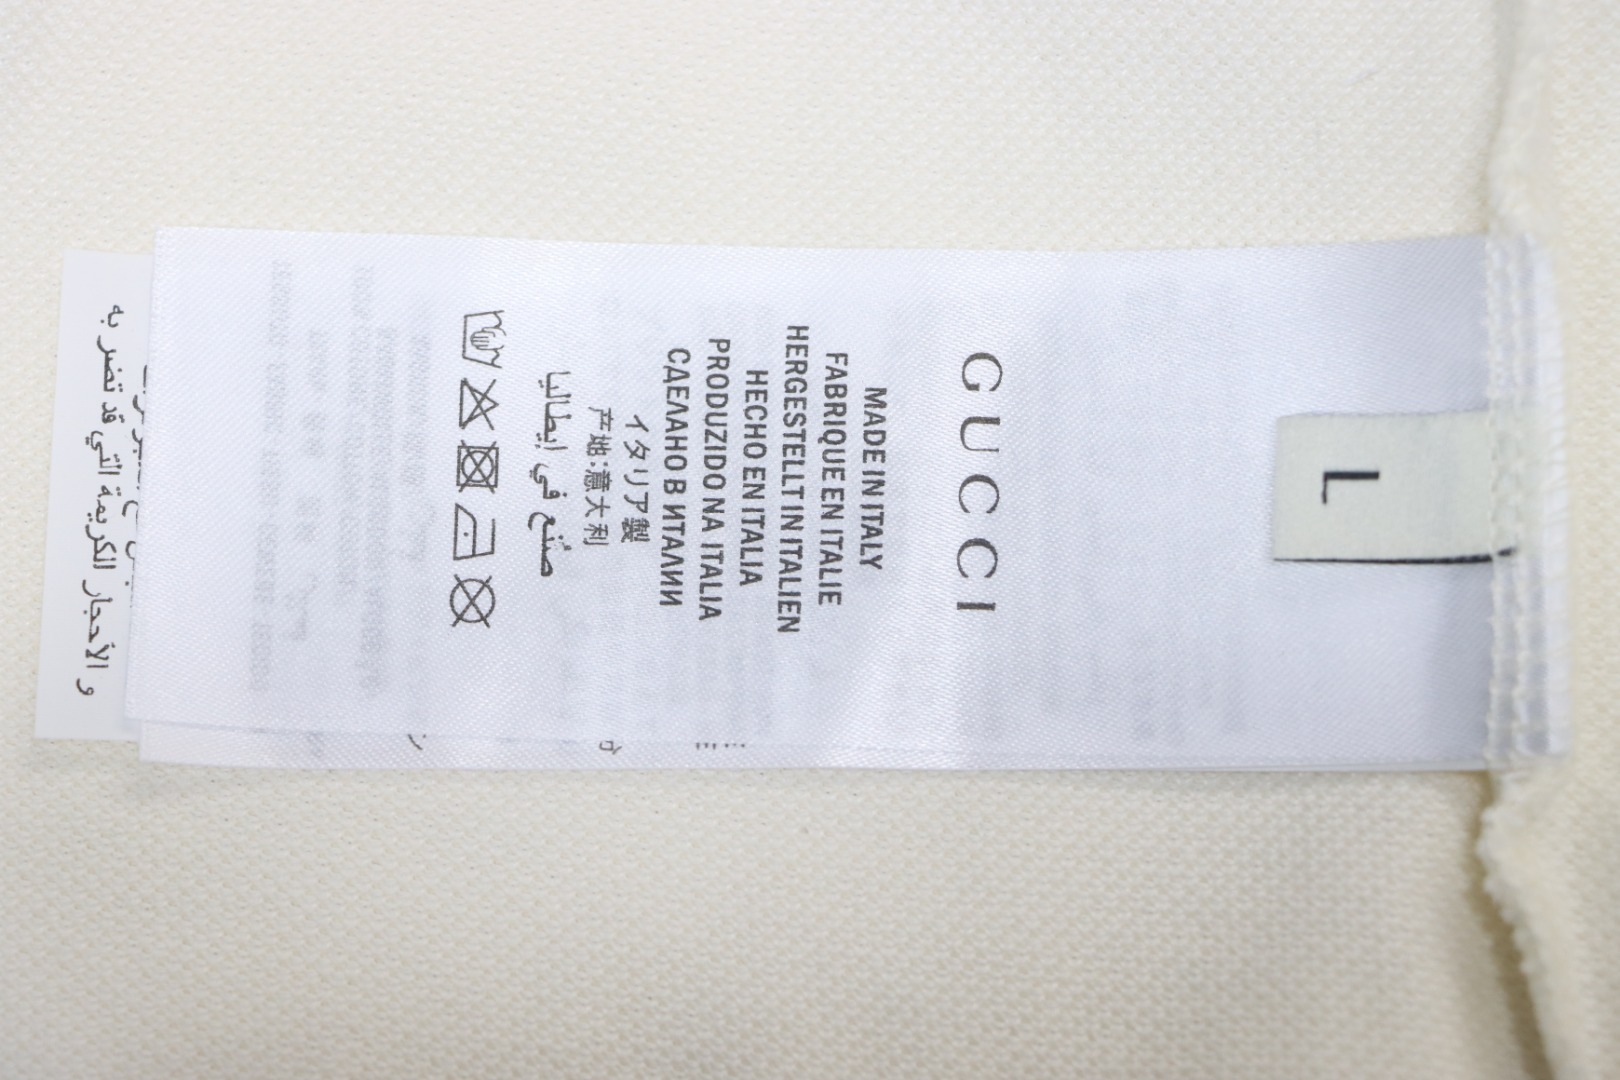 L
GUCCI
MADE IN ITALY
FABRIQUE EN ITALIE
HERGESTELLT IN ITALIEN
HECHO EN ITALIA
PRODUZIDO NA ITALIA
СДЕЛАНО В ИТАЛИИ
イタリア製
产地:意大利
صنع في إيطاليا
و الأحجار الكريمة التي قد تضر به